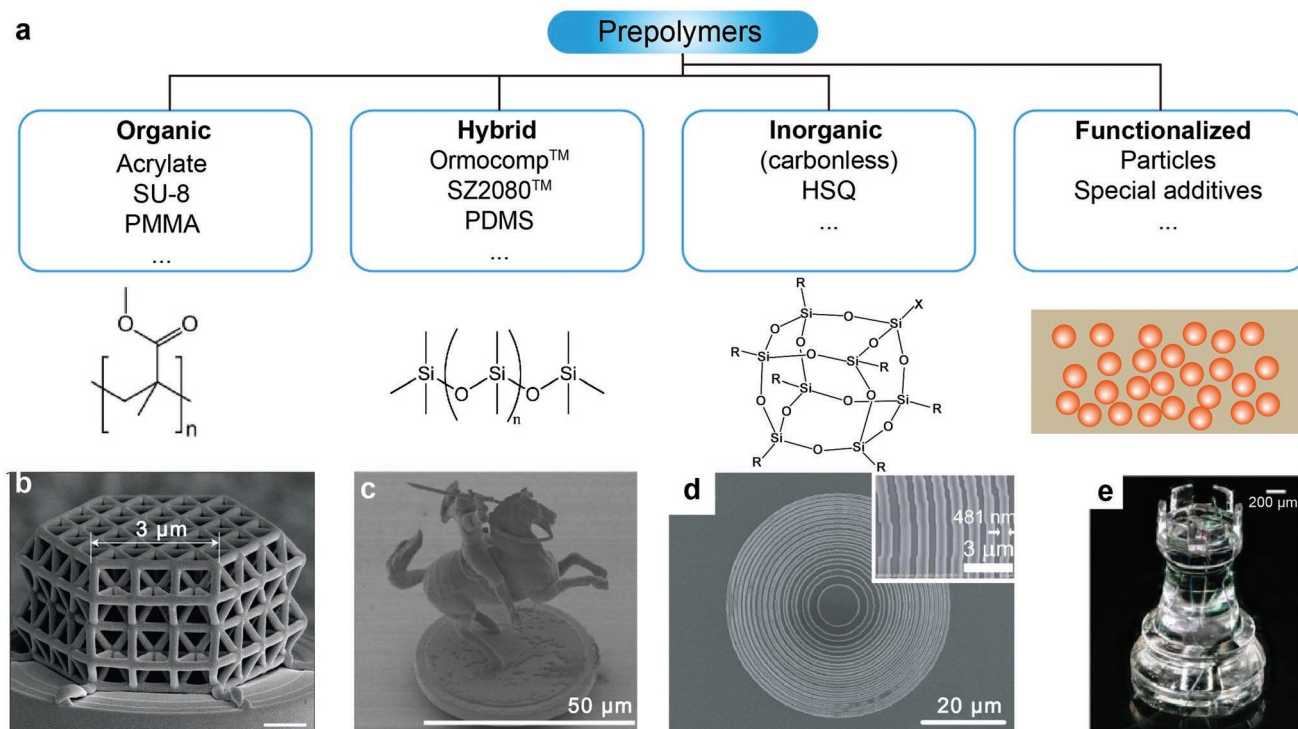 a
Prepolymers
Organic
Acrylate
SU-8
PMMA
...
Hybrid
Ormocomp™
SZ2080™
PDMS
...
Inorganic
(carbonless)
HSQ
...
Functionalized
Particles
Special additives
...
O
O
n
Si
O
Si
O
Si
n
R
X
Si
O
Si
O
O
O
R
Si
O
Si
R
O
R
Si
O
Si
R
O
O
O
O
Si
O
Si
R
R
b
3 µm
c
50 µm
d
481 nm
3 µm
20 µm
e
200 µm